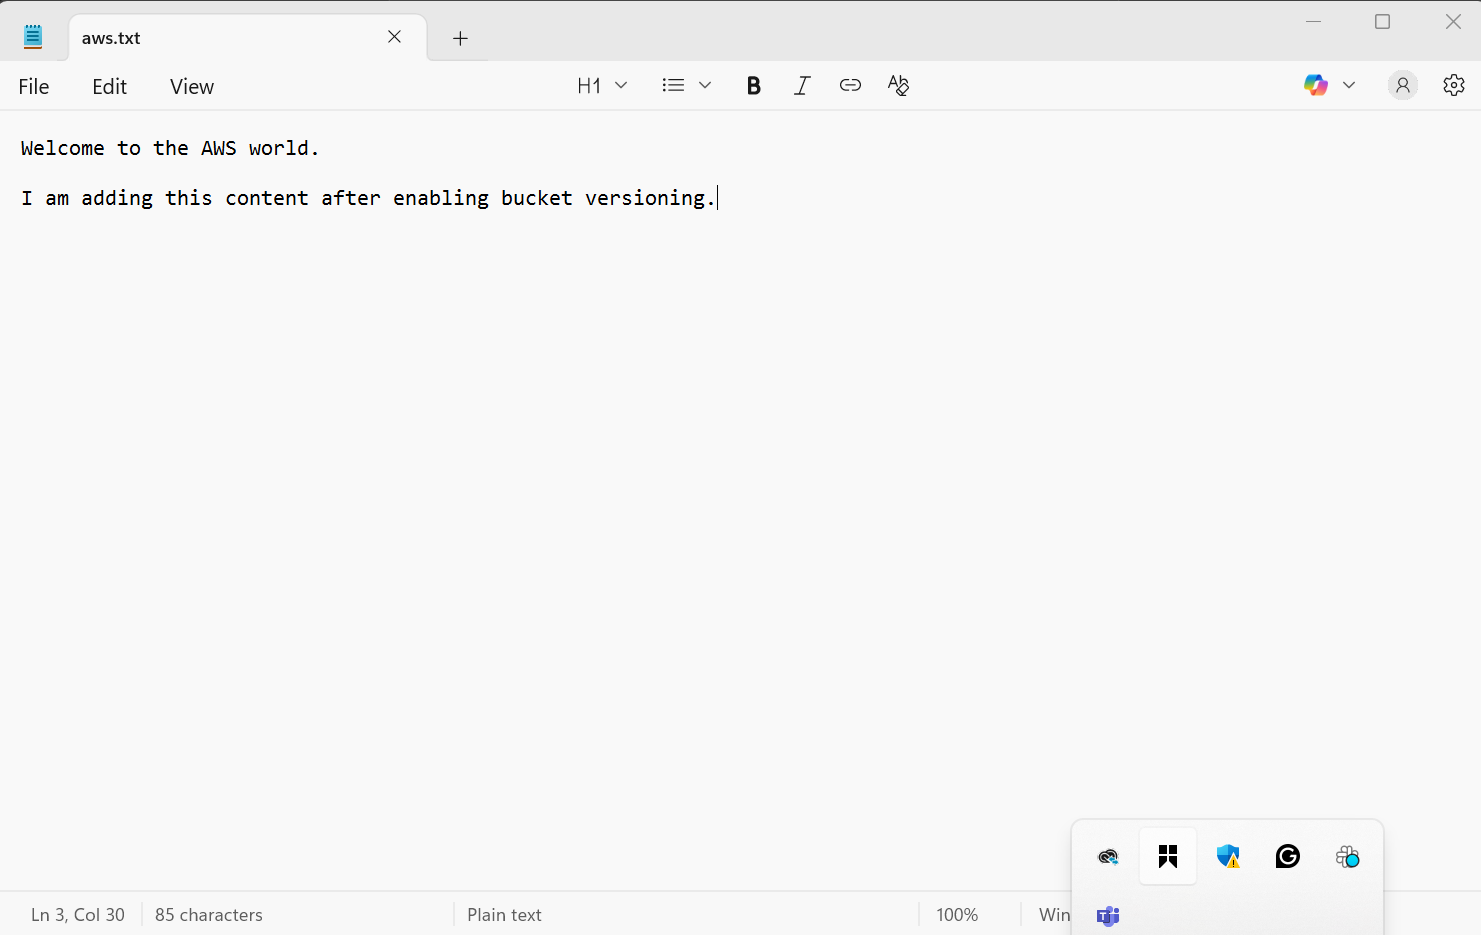 aws.txt
File Edit View H1 B I
Welcome to the AWS world.
I am adding this content after enabling bucket versioning.
Ln 3, Col 30 85 characters Plain text 100% Win